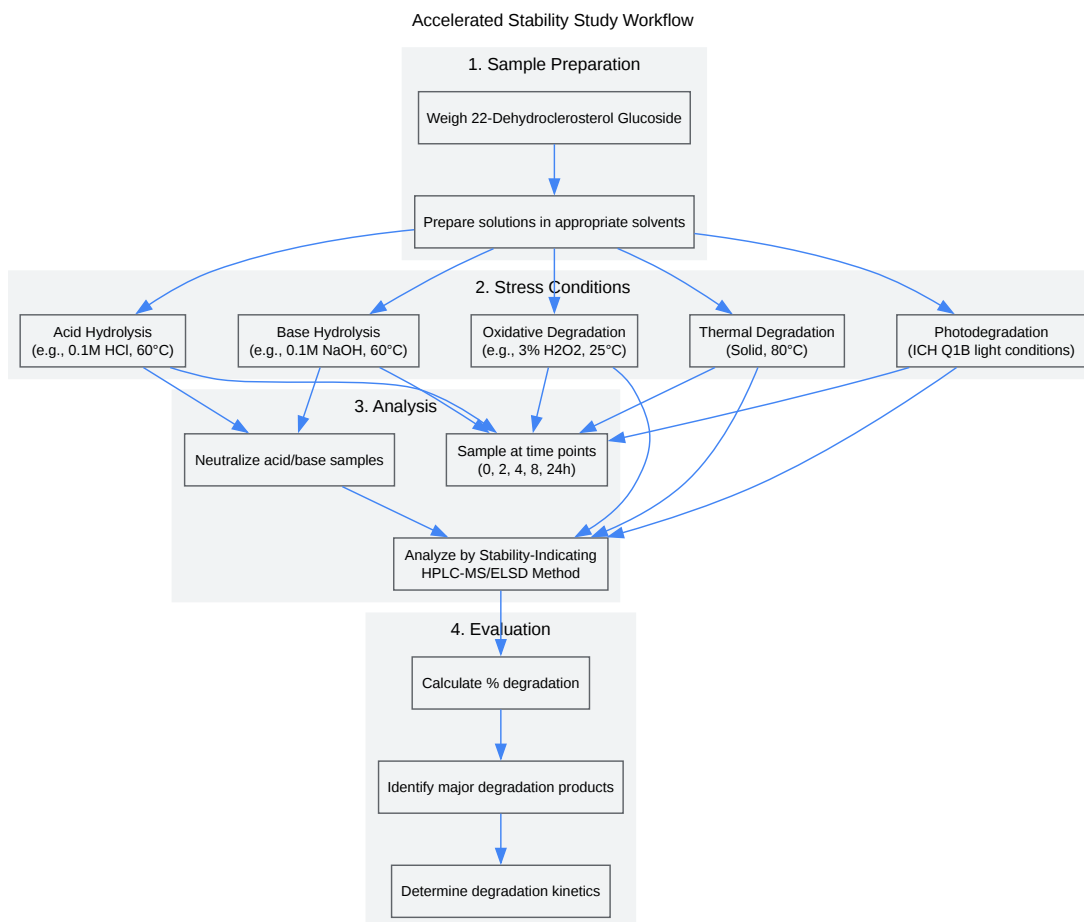 Accelerated Stability Study Workflow
1. Sample Preparation
Weigh 22-Dehydroclerosterol Glucoside
Prepare solutions in appropriate solvents
2. Stress Conditions
Acid Hydrolysis
(e.g., 0.1M HCl, 60°C)
Base Hydrolysis
(e.g., 0.1M NaOH, 60°C)
Oxidative Degradation
(e.g., 3% H2O2, 25°C)
Thermal Degradation
(Solid, 80°C)
Photodegradation
(ICH Q1B light conditions)
3. Analysis
Neutralize acid/base samples
Sample at time points
(0, 2, 4, 8, 24h)
Analyze by Stability-Indicating
HPLC-MS/ELSD Method
4. Evaluation
Calculate % degradation
Identify major degradation products
Determine degradation kinetics